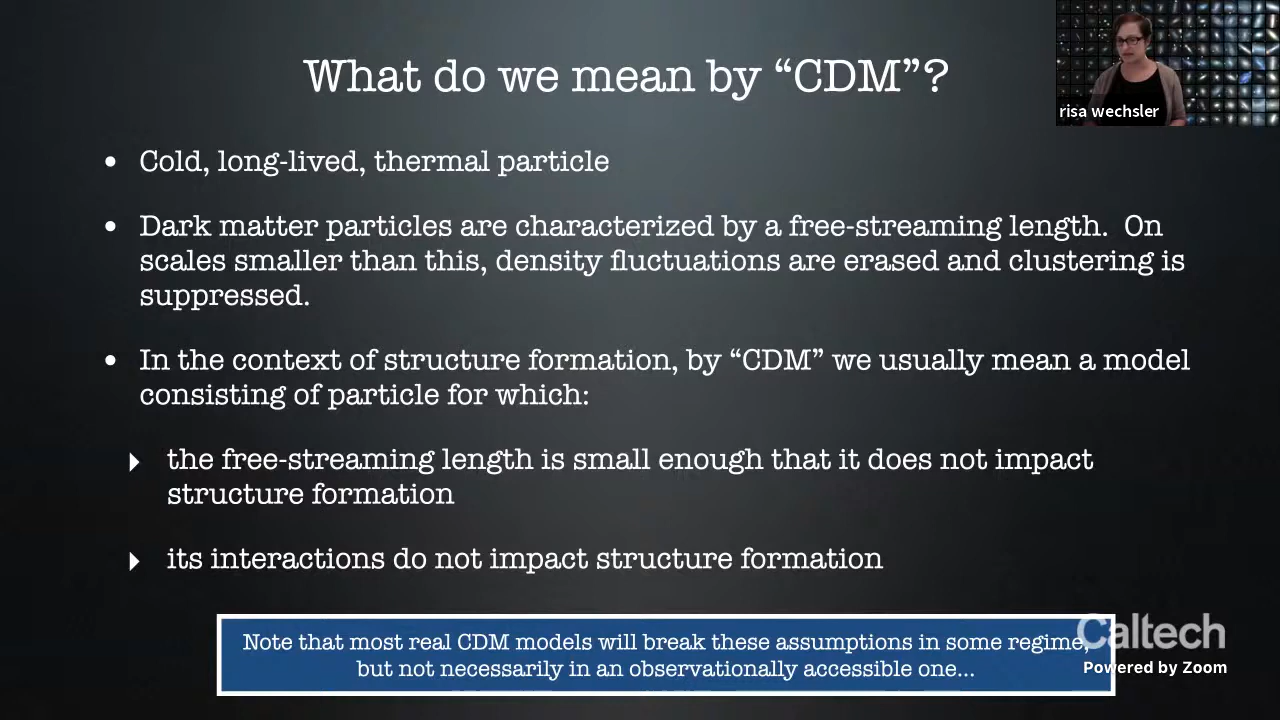 What do we mean by “CDM”?
risa wechsler
• Cold, long-lived, thermal particle
• Dark matter particles are characterized by a free-streaming length. On
scales smaller than this, density fluctuations are erased and clustering is
suppressed.
• In the context of structure formation, by “CDM” we usually mean a model
consisting of particle for which:
the free-streaming length is small enough that it does not impact
structure formation
its interactions do not impact structure formation
Note that most real CDM models will break these assumptions in some regime,
but not necessarily in an observationally accessible one...
Caltech
Powered by Zoom